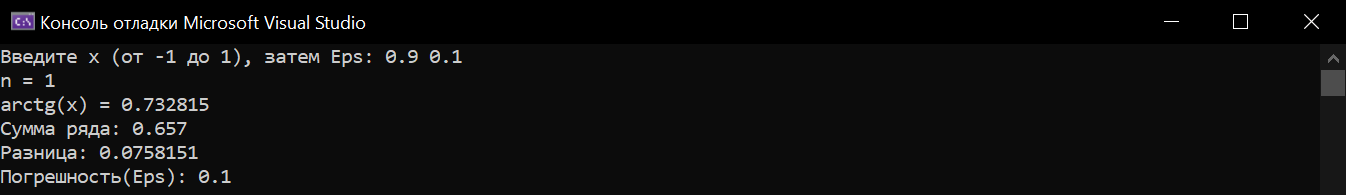 Консоль отладки Microsoft Visual Studio
Введите x (от -1 до 1), затем Eps: 0.9 0.1
n = 1
arctg(x) = 0.732815
Сумма ряда: 0.657
Разница: 0.0758151
Погрешность(Eps): 0.1